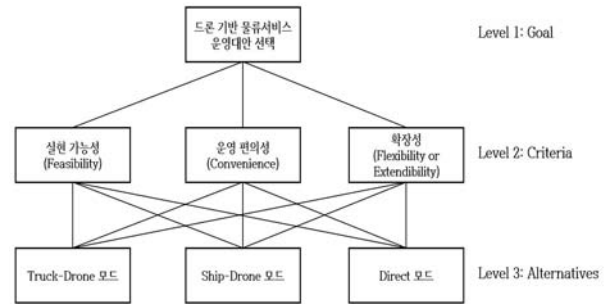 드론 기반 물류서비스
운영대안 선택
Level 1: Goal
실현 가능성
(Feasibility)
운영 편의성
(Convenience)
확장성
(Flexibility or
Extendibility)
Level 2: Criteria
Truck-Drone 모드
Ship-Drone 모드
Direct 모드
Level 3: Alternatives